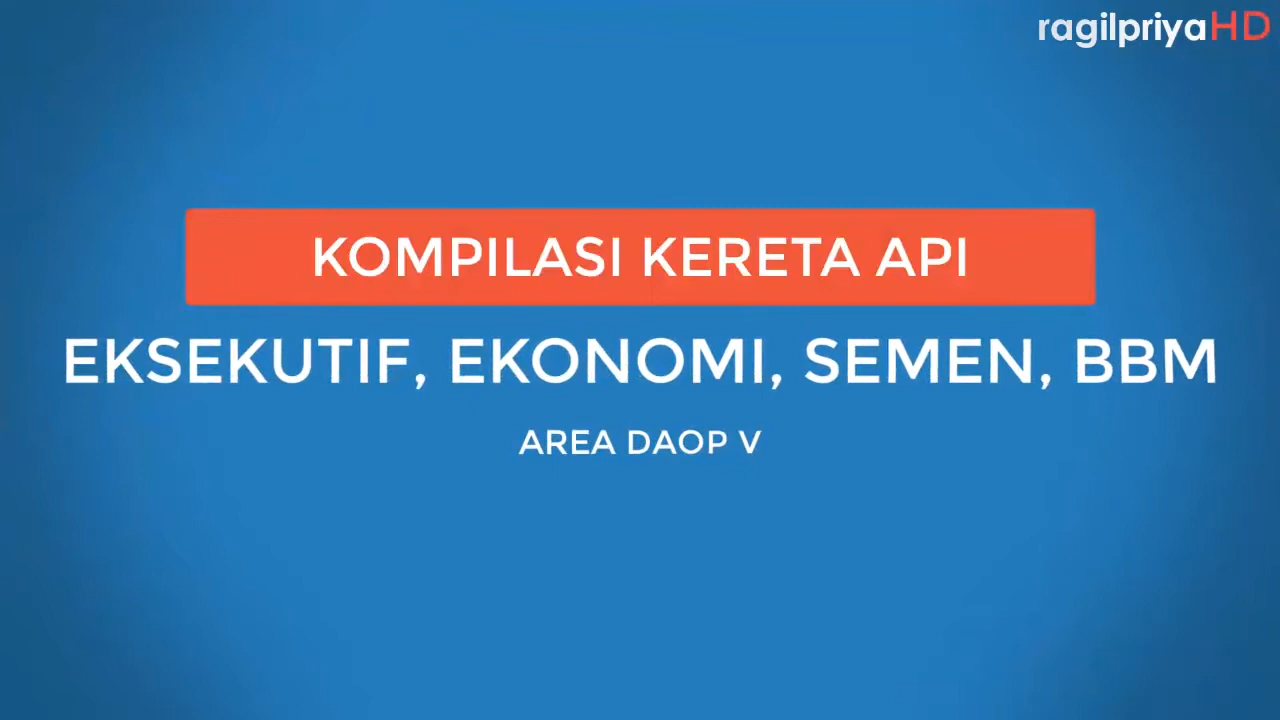 ragilpriyaHD
KOMPILASI KERETA API
EKSEKUTIF, EKONOMI, SEMEN, BBM
AREA DAOP V